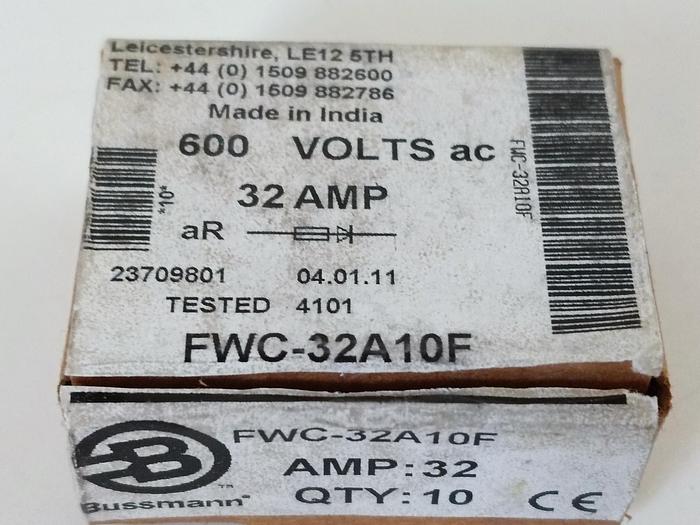 Leicestershire, LE12 5TH
TEL: +44 (0) 1509 882600
FAX: +44 (0) 1509 882786
Made in India
600 VOLTS ac
FWC-32A10F
32 AMP
*10*
aR
23709801 04.01.11
TESTED 4101
FWC-32A10F
FWC-32A10F
AMP:32
QTY:10
Bussmann™
CE